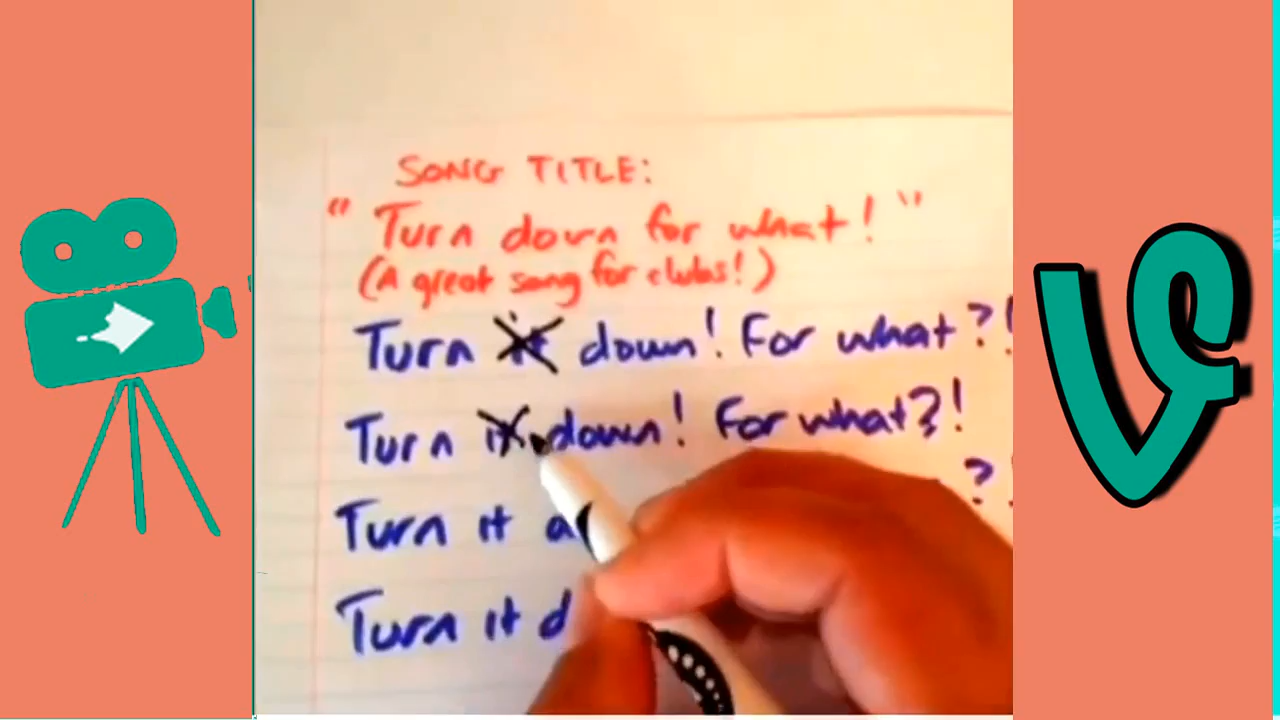 SONG TITLE:
" Turn down for what! "
(A great song for clubs!)
Turn it down! For what?!
Turn it down! For what?!
Turn it
?!
Turn it d